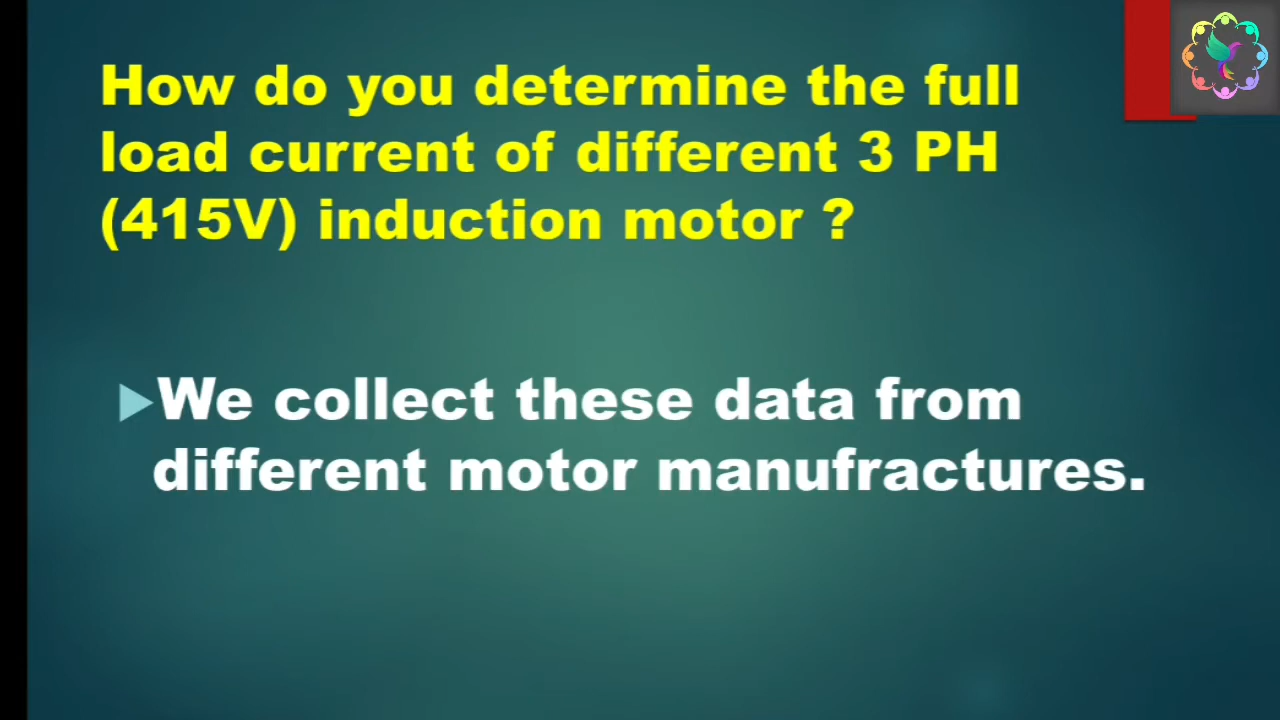 How do you determine the full
load current of different 3 PH
(415V) induction motor ?
We collect these data from
different motor manufractures.